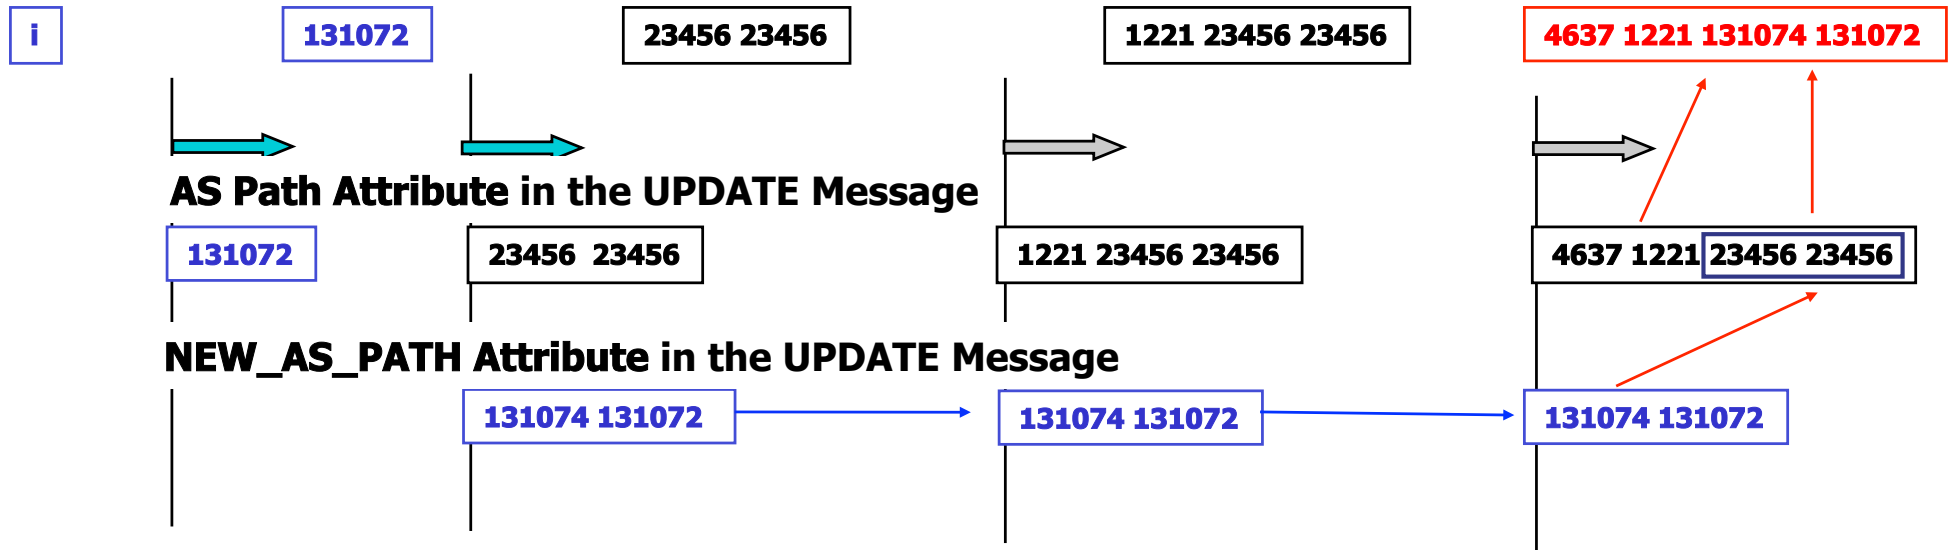 i 131072 23456 23456 1221 23456 23456 4637 1221 131074 131072
AS Path Attribute in the UPDATE Message
131072 23456 23456 1221 23456 23456 4637 1221 23456 23456
NEW_AS_PATH Attribute in the UPDATE Message
131074 131072 131074 131072 131074 131072